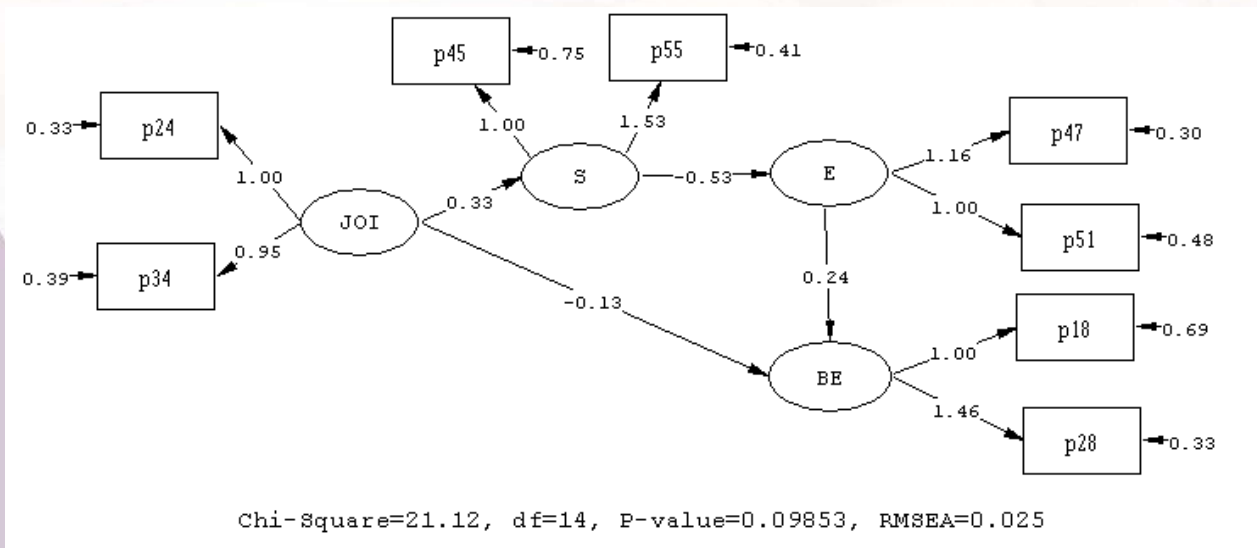 p45
0.75
p55
0.41
p24
0.33
1.00
1.53
p47
0.30
1.16
S
-0.53
E
1.00
0.33
JOI
1.00
p51
0.48
0.95
p34
0.39
0.24
-0.13
p18
0.69
1.00
BE
1.46
p28
0.33
Chi-Square=21.12, df=14, P-value=0.09853, RMSEA=0.025